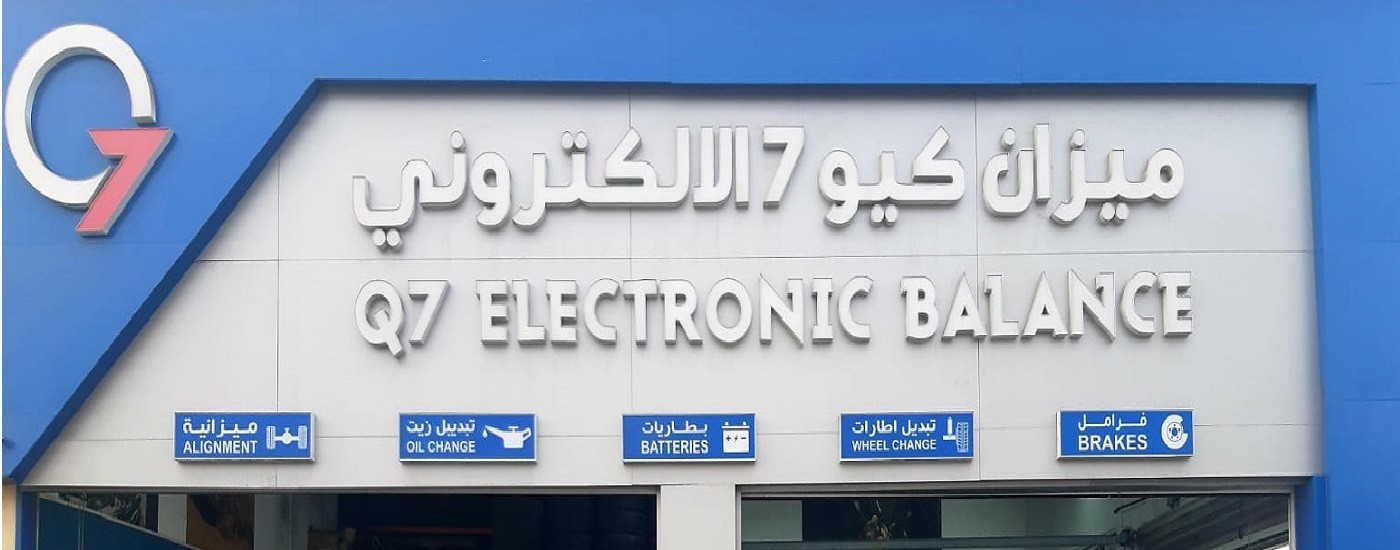 Q7
ميزان كيو 7 الالكتروني
Q7 ELECTRONIC BALANCE
ميزانية
ALIGNMENT
تبديبل زيت
OIL CHANGE
بطاريات
BATTERIES
تبديل اطارات
WHEEL CHANGE
فرامل
BRAKES